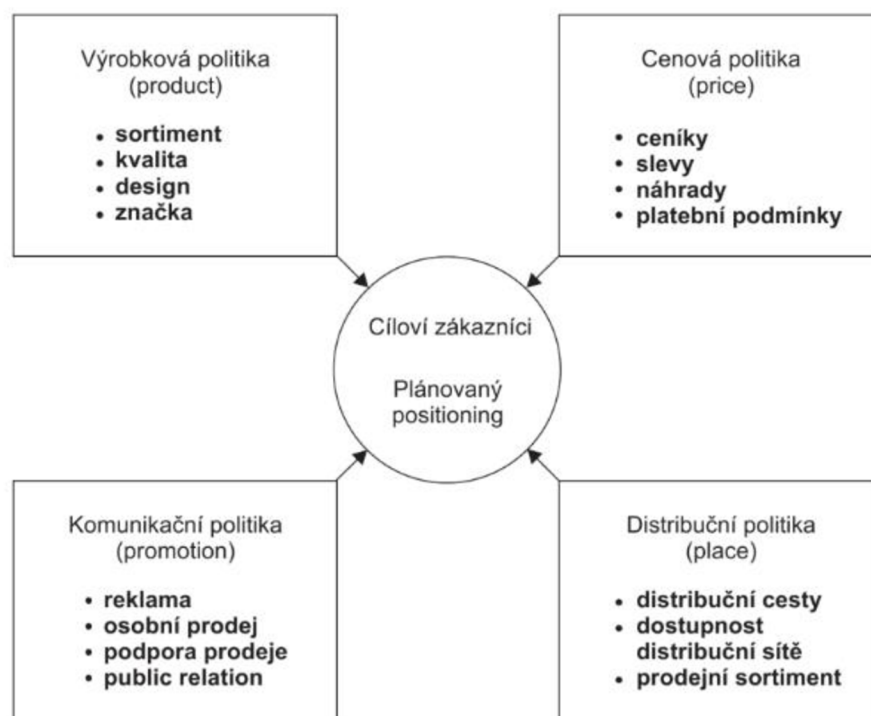 Výrobková politika
(product)
• sortiment
• kvalita
• design
• značka
Cenová politika
(price)
• ceníky
• slevy
• náhrady
• platební podmínky
Cíloví zákazníci
Plánovaný
positioning
Komunikační politika
(promotion)
• reklama
• osobní prodej
• podpora prodeje
• public relation
Distribuční politika
(place)
• distribuční cesty
• dostupnost
distribuční sítě
• prodejní sortiment